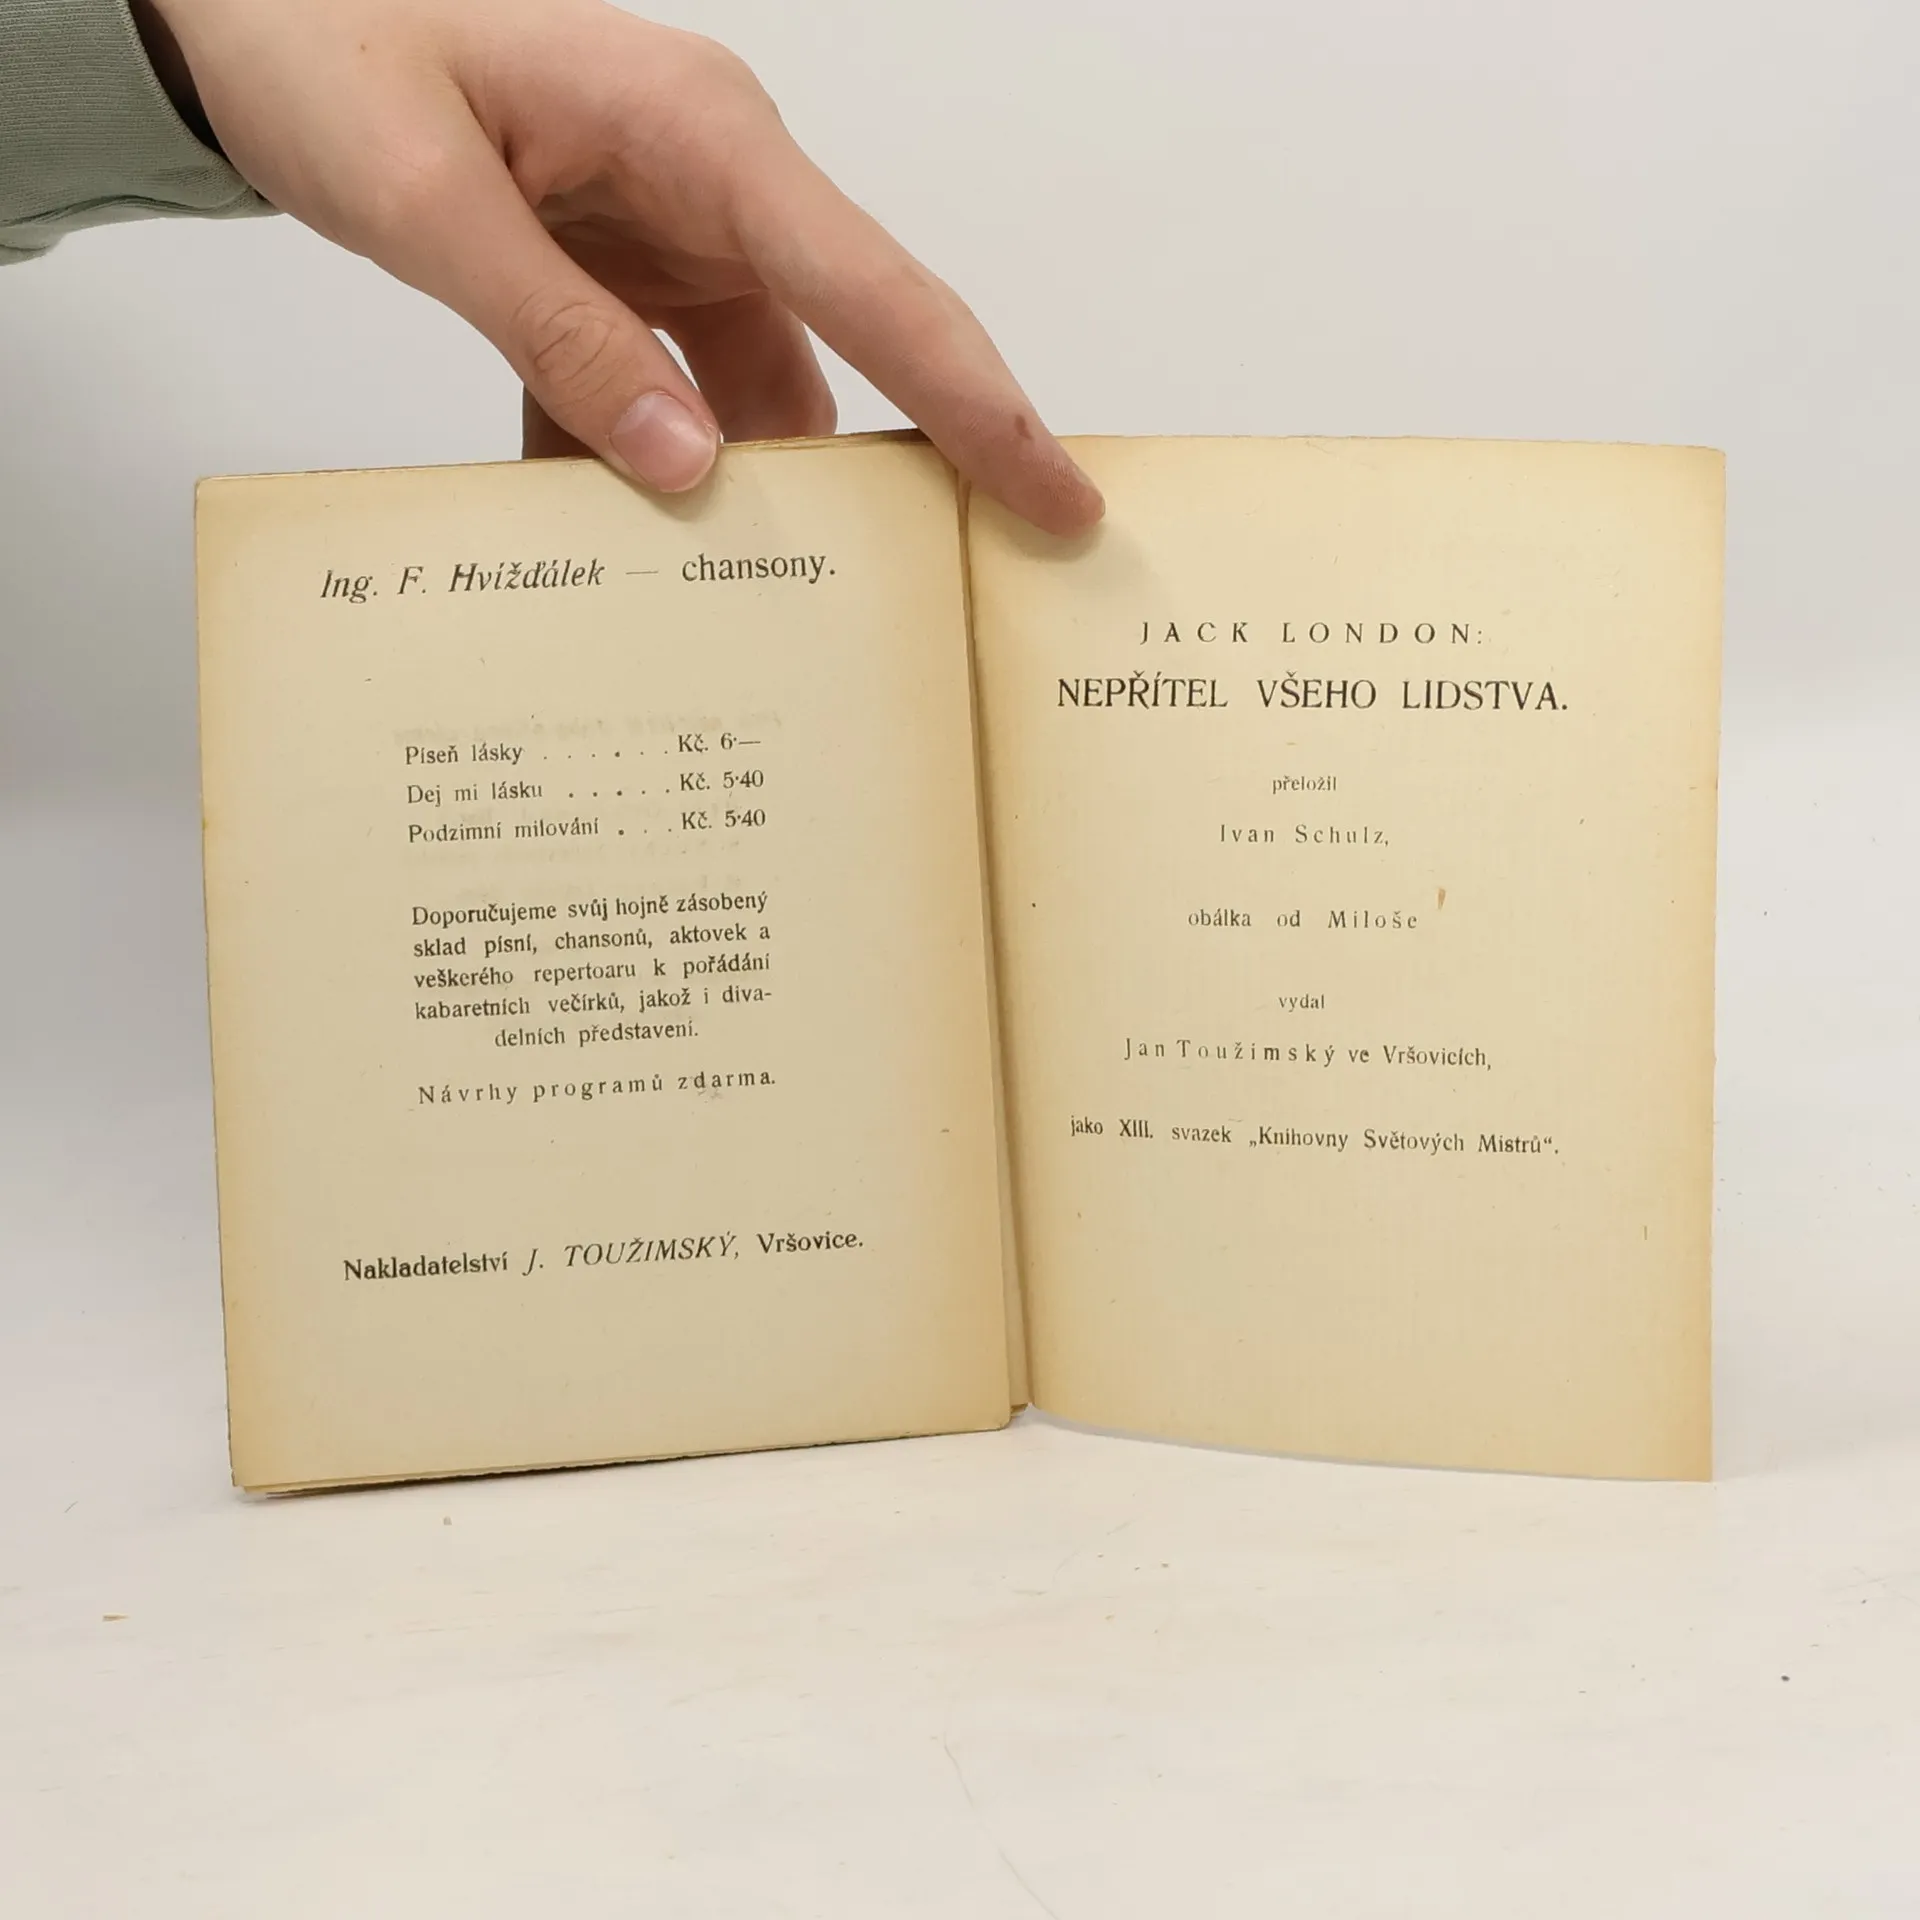 Ing. F. Hvížďálek — chansony.
Píseň lásky . . . . . . Kč. 6·—
Dej mi lásku . . . . . Kč. 5·40
Podzimní milování . . . Kč. 5·40
Doporučujeme svůj hojně zásobený
sklad písní, chansonů, aktovek a
veškerého repertoaru k pořádání
kabaretních večírků, jakož i diva-
delních představení.
Návrhy programů zdarma.
Nakladatelství J. TOUŽIMSKÝ, Vršovice.
JACK LONDON:
NEPŘÍTEL VŠEHO LIDSTVA.
přeložil
Ivan Schulz,
obálka od Miloše
vydal
Jan Toužimský ve Vršovicích,
jako XIII. svazek „Knihovny Světových Mistrů“.